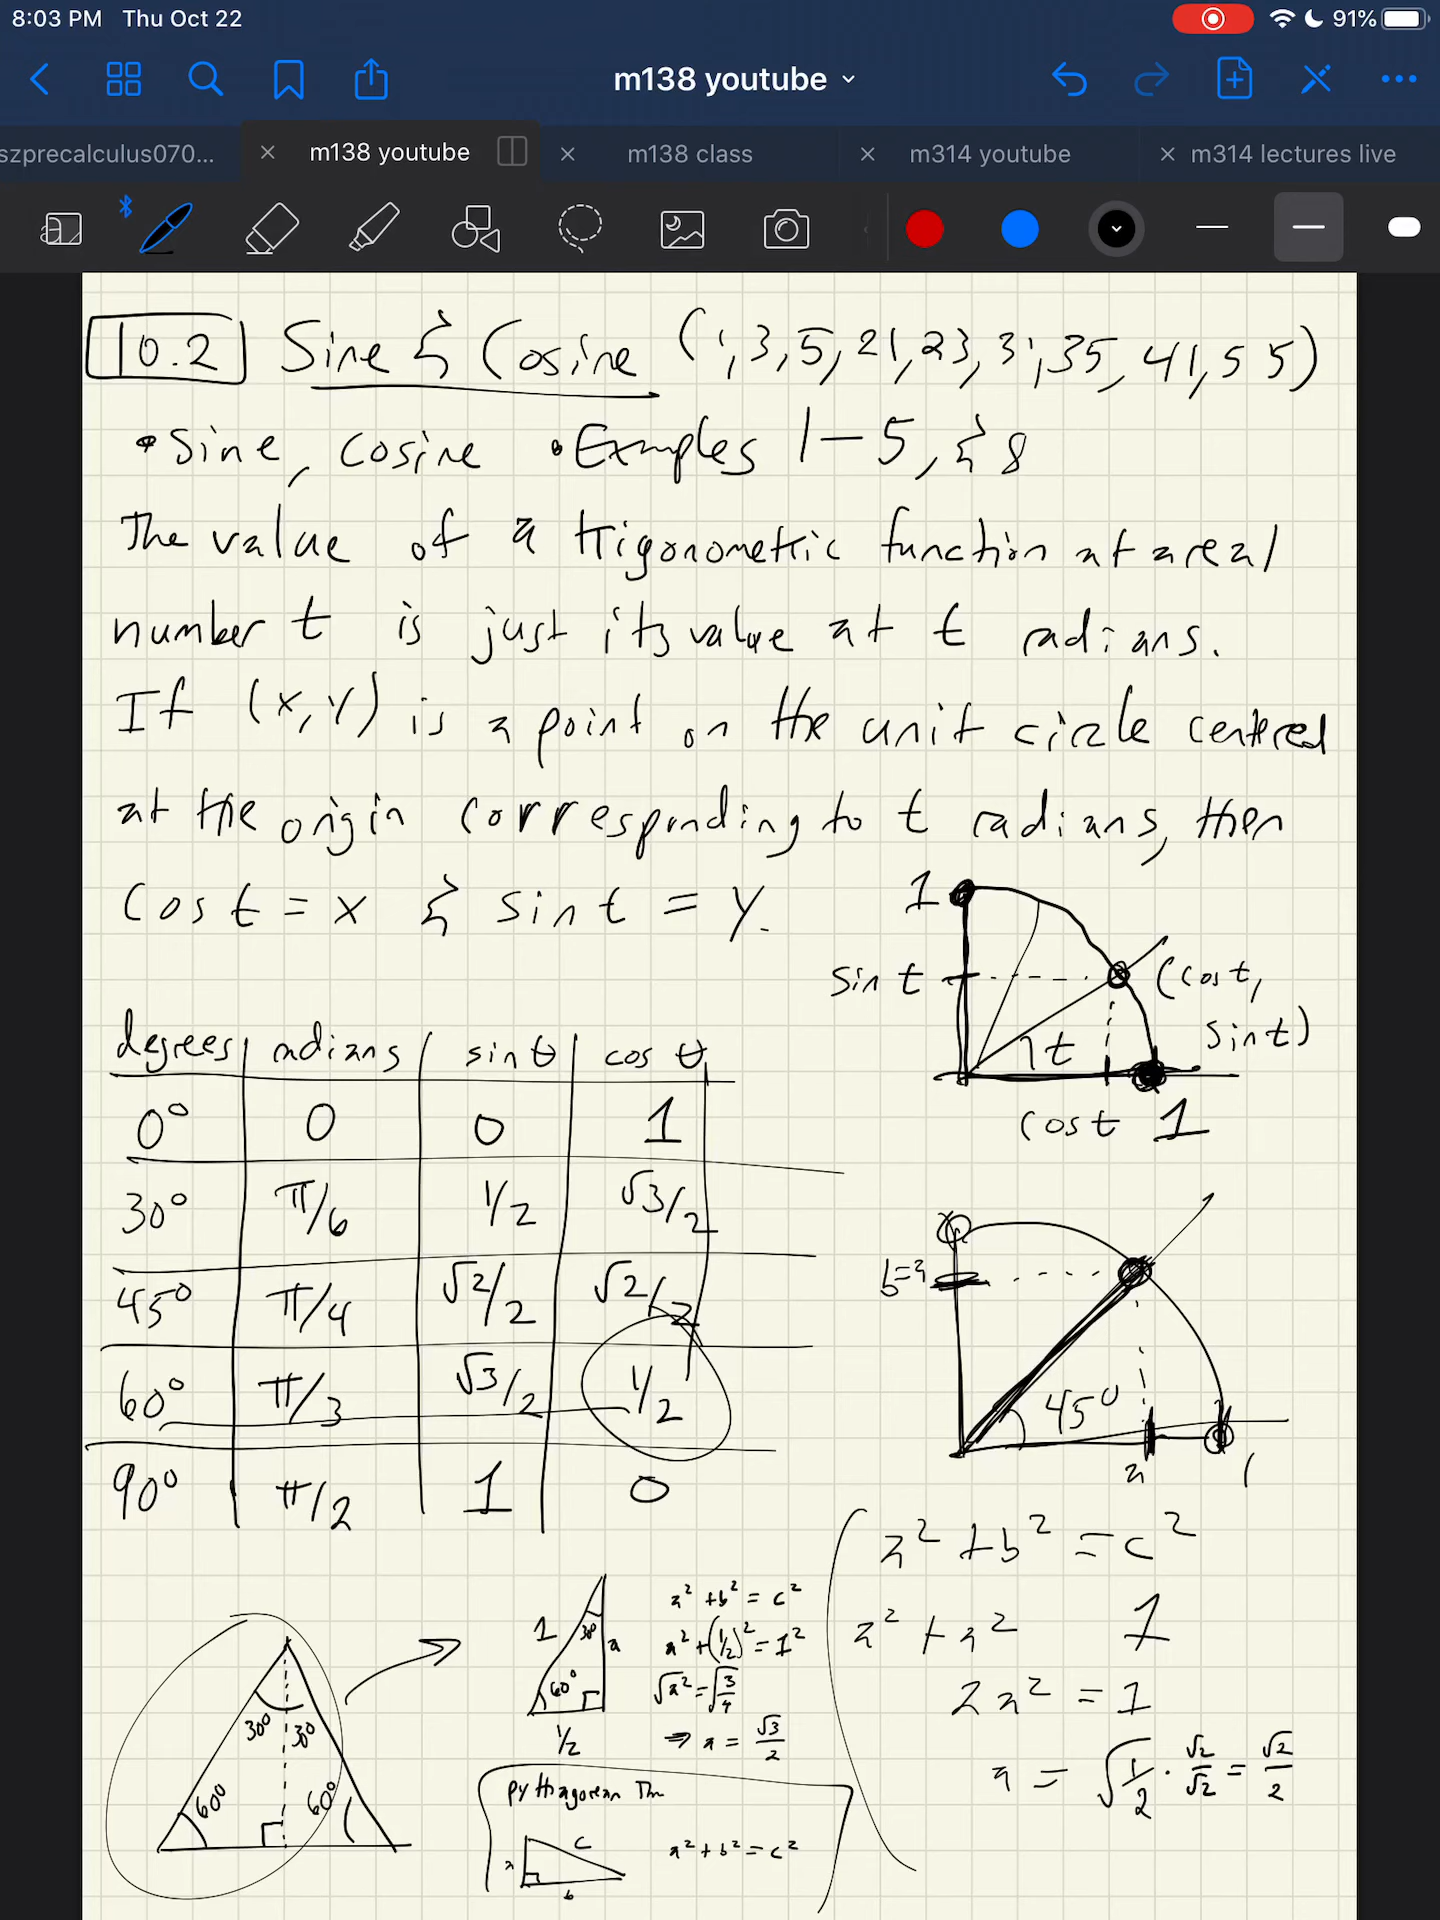 8:03 PM Thu Oct 22
91%
m138 youtube
szprecalculus070...
m138 youtube
m138 class
m314 youtube
m314 lectures live
10.2 Sine & Cosine (1,3,5,21,23,31,35,41,55)
• Sine, cosine • Examples 1-5, & 8
The value of a trigonometric function at a real
number t is just its value at t radians.
If (x,y) is a point on the unit circle centered
at the origin corresponding to t radians, then
cos t = x & sin t = y.
1
sin t
(cos t, sin t)
t
cos t 1
degrees radians sin θ cos θ
0° 0 0 1
30° π/6 1/2 √3/2
45° π/4 √2/2 √2/2
60° π/3 √3/2 1/2
90° π/2 1 0
b=a
45°
a 1
a² + b² = c²
a² + a² 1
2a² = 1
a = √1/2 · √2/√2 = √2/2
30° 30°
60° 60°
1 30° a
60°
1/2
a² + b² = c²
a² + (1/2)² = 1²
√a² = √3/4
⇒ a = √3/2
Pythagorean Thm
a c b
a² + b² = c²